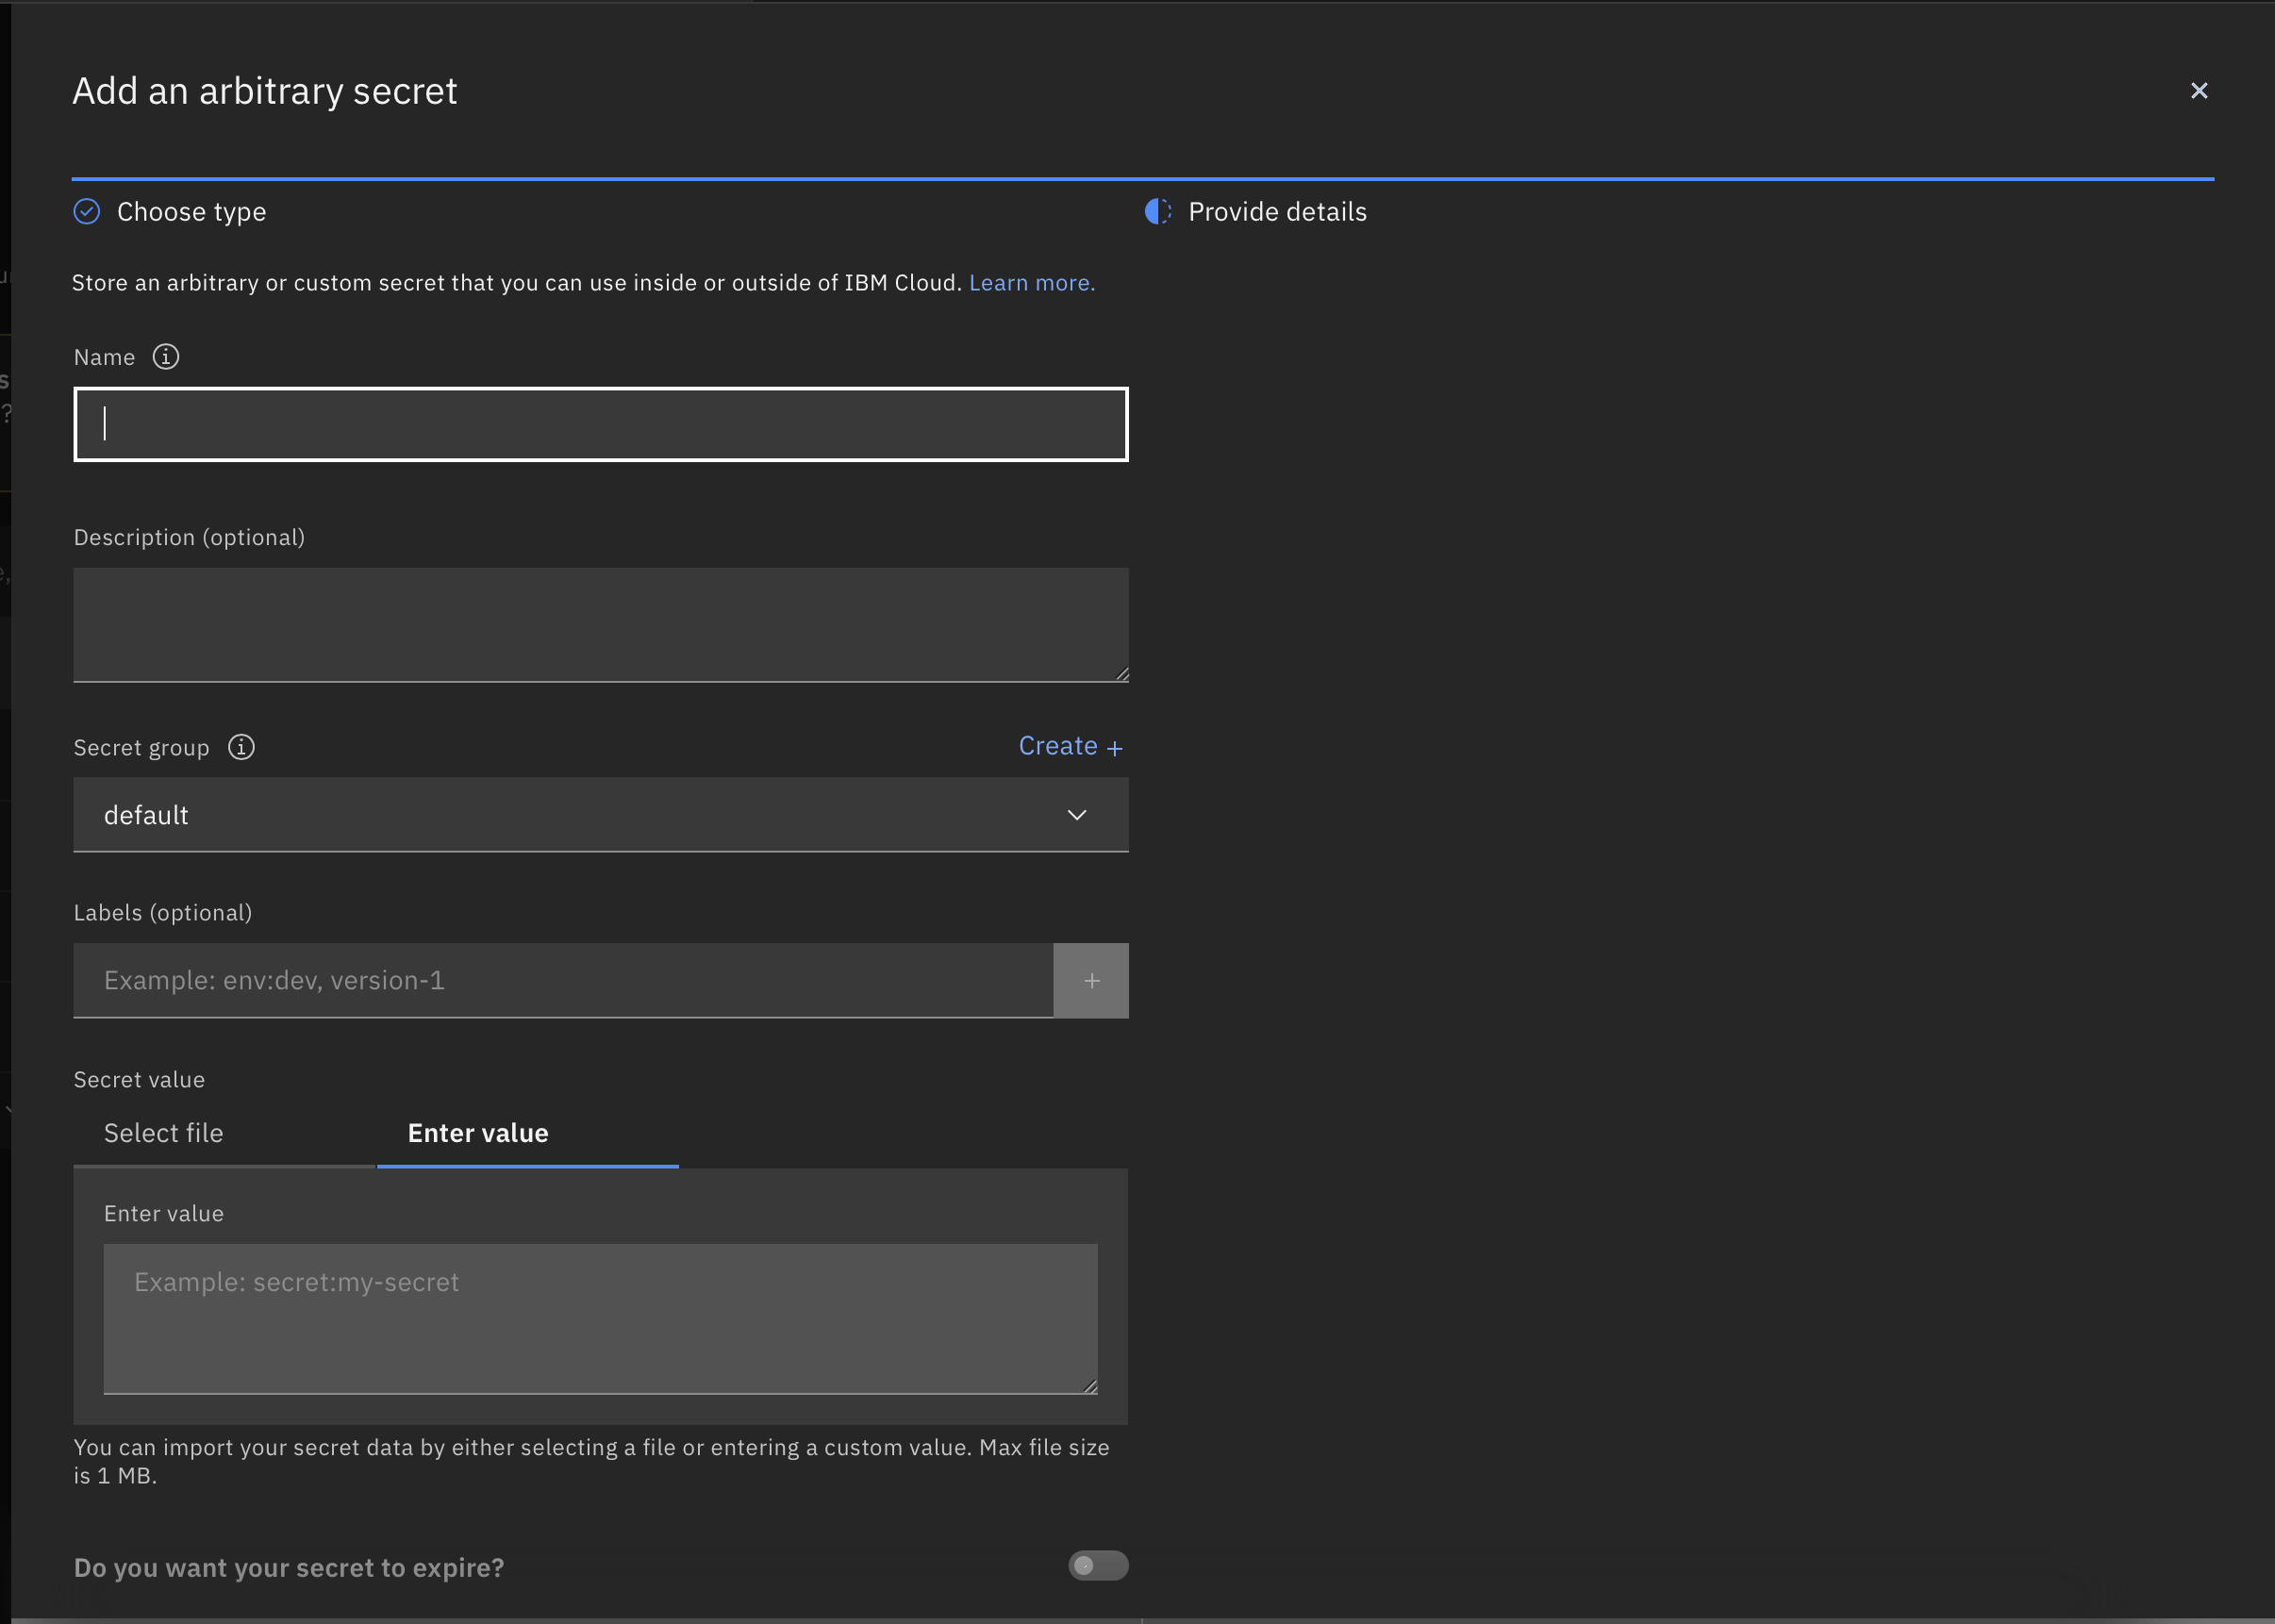 Add an arbitrary secret
Choose type
Provide details
Store an arbitrary or custom secret that you can use inside or outside of IBM Cloud. Learn more.
Name
Description (optional)
Secret group
Create +
default
Labels (optional)
Example: env:dev, version-1
Secret value
Select file
Enter value
Enter value
Example: secret:my-secret
You can import your secret data by either selecting a file or entering a custom value. Max file size
is 1 MB.
Do you want your secret to expire?